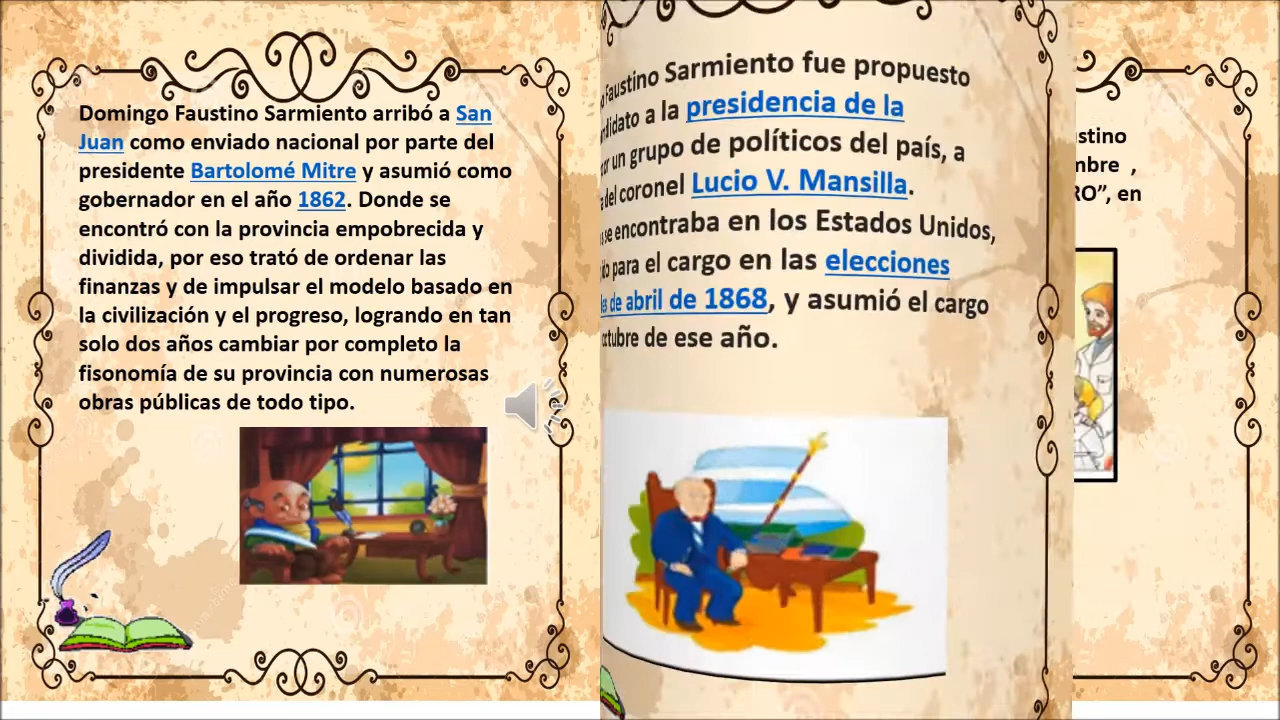 Domingo Faustino Sarmiento arribó a San
Juan como enviado nacional por parte del
presidente Bartolomé Mitre y asumió como
gobernador en el año 1862. Donde se
encontró con la provincia empobrecida y
dividida, por eso trató de ordenar las
finanzas y de impulsar el modelo basado en
la civilización y el progreso, logrando en tan
solo dos años cambiar por completo la
fisonomía de su provincia con numerosas
obras públicas de todo tipo.
Faustino Sarmiento fue propuesto
a la presidencia de la
un grupo de políticos del país, a
del coronel Lucio V. Mansilla.
se encontraba en los Estados Unidos,
para el cargo en las elecciones
de abril de 1868, y asumió el cargo
de ese año.
, en